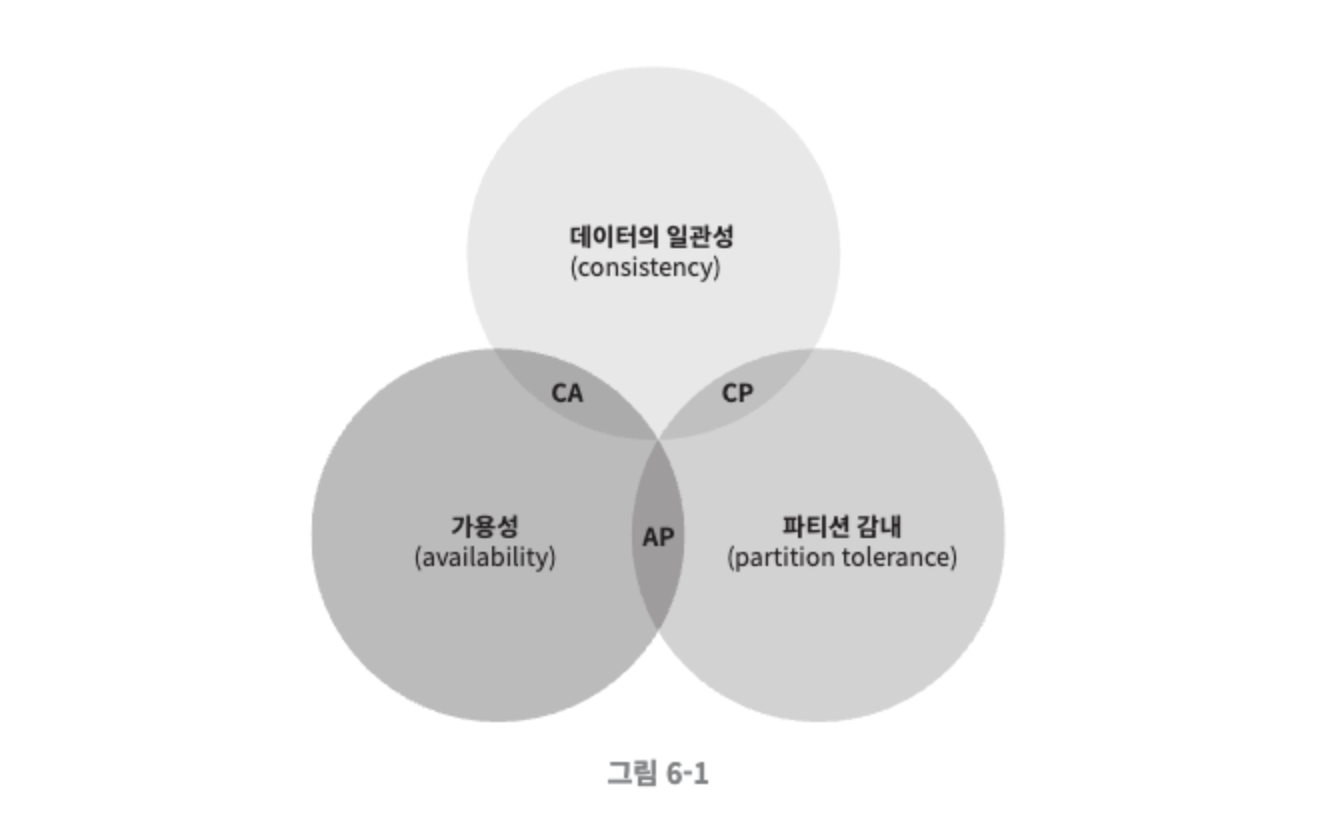 데이터의 일관성
(consistency)
CA
CP
가용성
(availability)
AP
파티션 감내
(partition tolerance)
그림 6-1